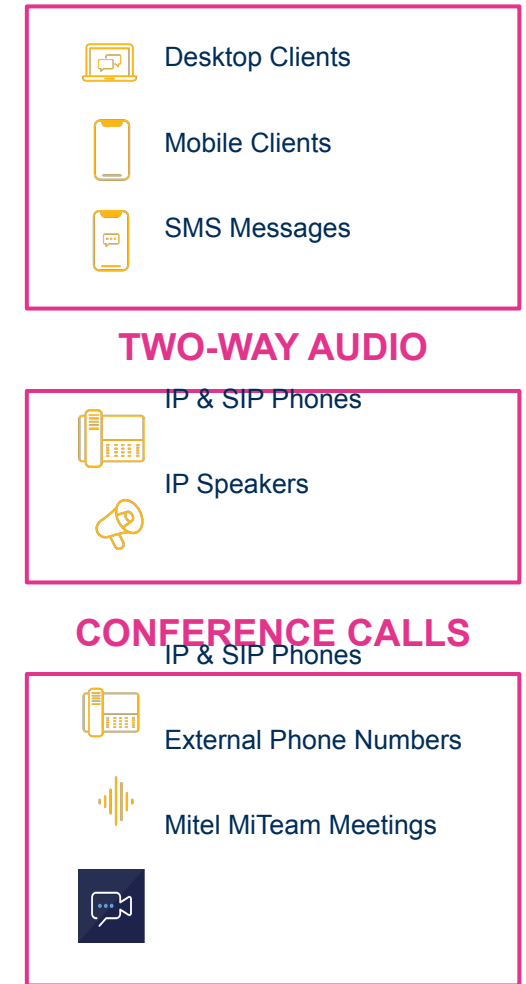 Desktop Clients
Mobile Clients
SMS Messages
TWO-WAY AUDIO
IP & SIP Phones
IP Speakers
CONFERENCE CALLS
IP & SIP Phones
External Phone Numbers
Mitel MiTeam Meetings